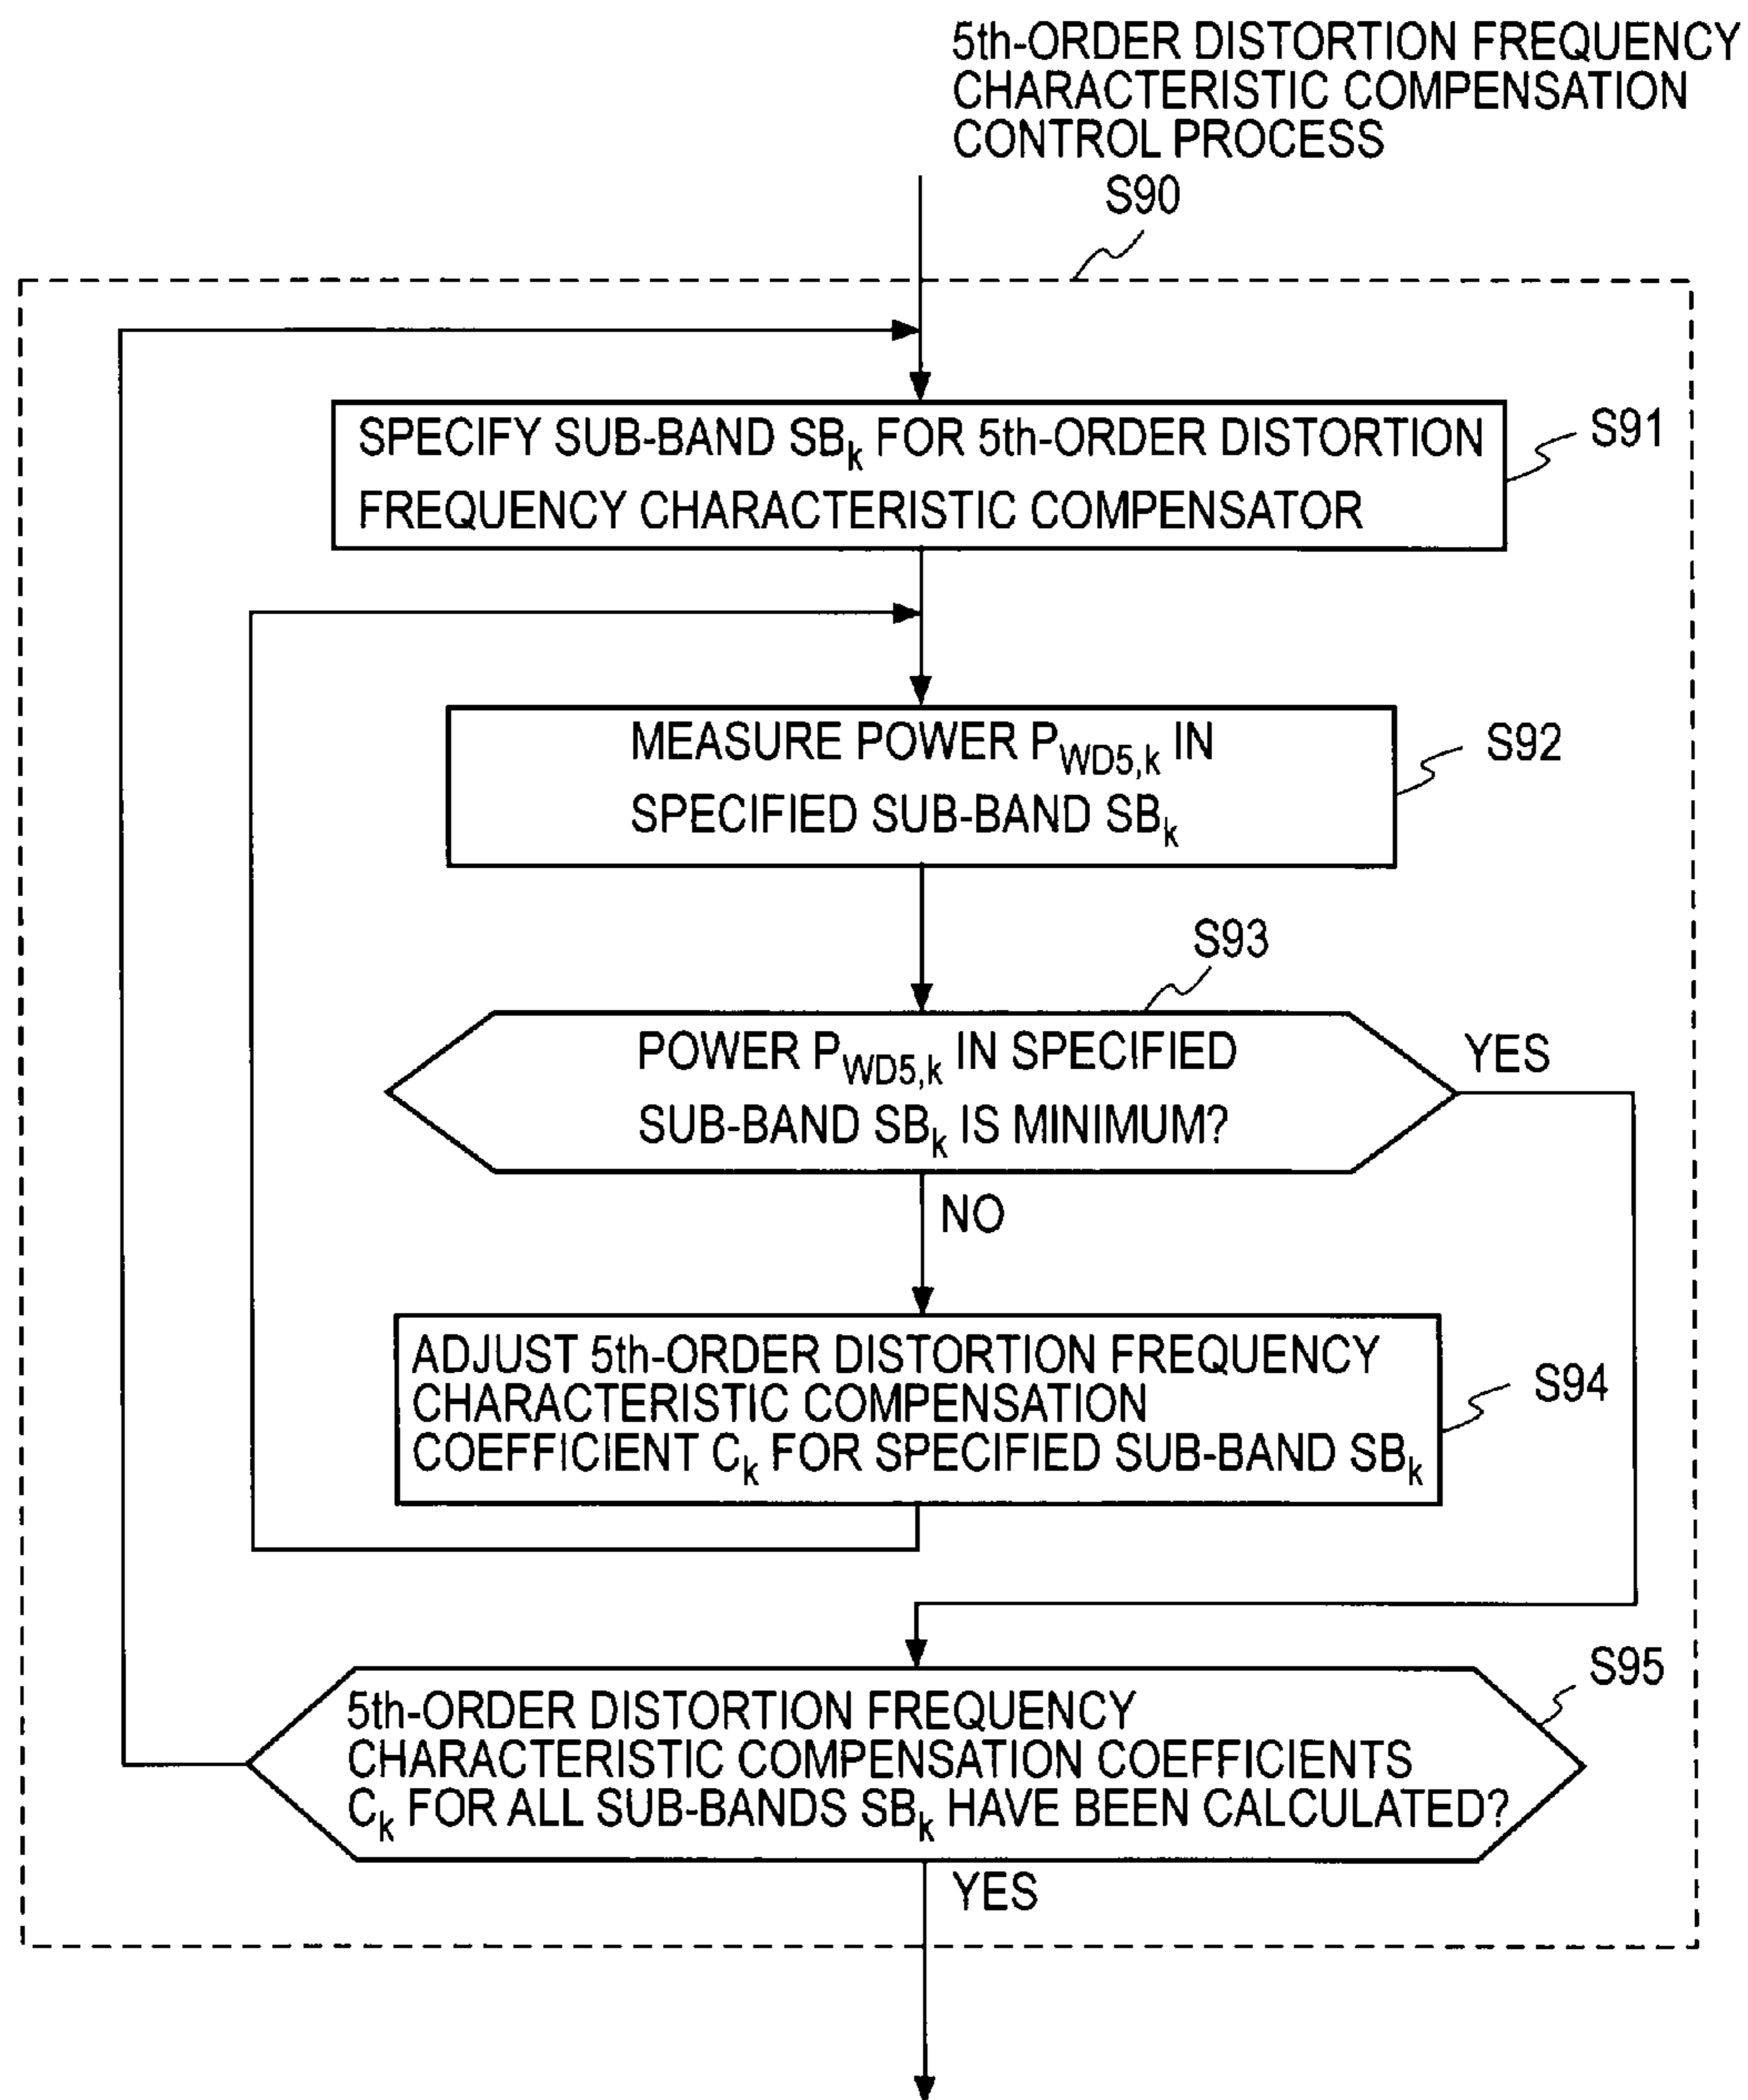 5th-ORDER DISTORTION FREQUENCY
CHARACTERISTIC COMPENSATION
CONTROL PROCESS
S90
SPECIFY SUB-BAND SBk FOR 5th-ORDER DISTORTION
FREQUENCY CHARACTERISTIC COMPENSATOR
S91
MEASURE POWER PWD5,k IN
SPECIFIED SUB-BAND SBk
S92
S93
POWER PWD5,k IN SPECIFIED
SUB-BAND SBk IS MINIMUM?
YES
NO
ADJUST 5th-ORDER DISTORTION FREQUENCY
CHARACTERISTIC COMPENSATION
COEFFICIENT Ck FOR SPECIFIED SUB-BAND SBk
S94
S95
5th-ORDER DISTORTION FREQUENCY
CHARACTERISTIC COMPENSATION COEFFICIENTS
Ck FOR ALL SUB-BANDS SBk HAVE BEEN CALCULATED?
YES